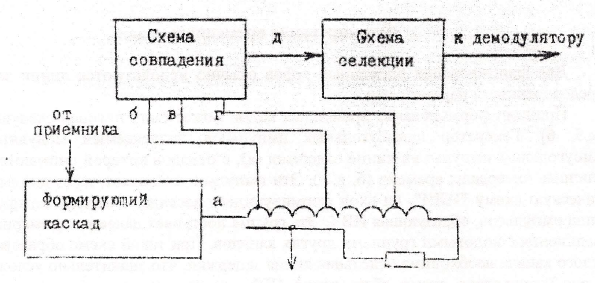 Схема
совпадения
д
Схема
селекции
к демодулятору
б в г
от
приемника
Формирующий
каскад
а